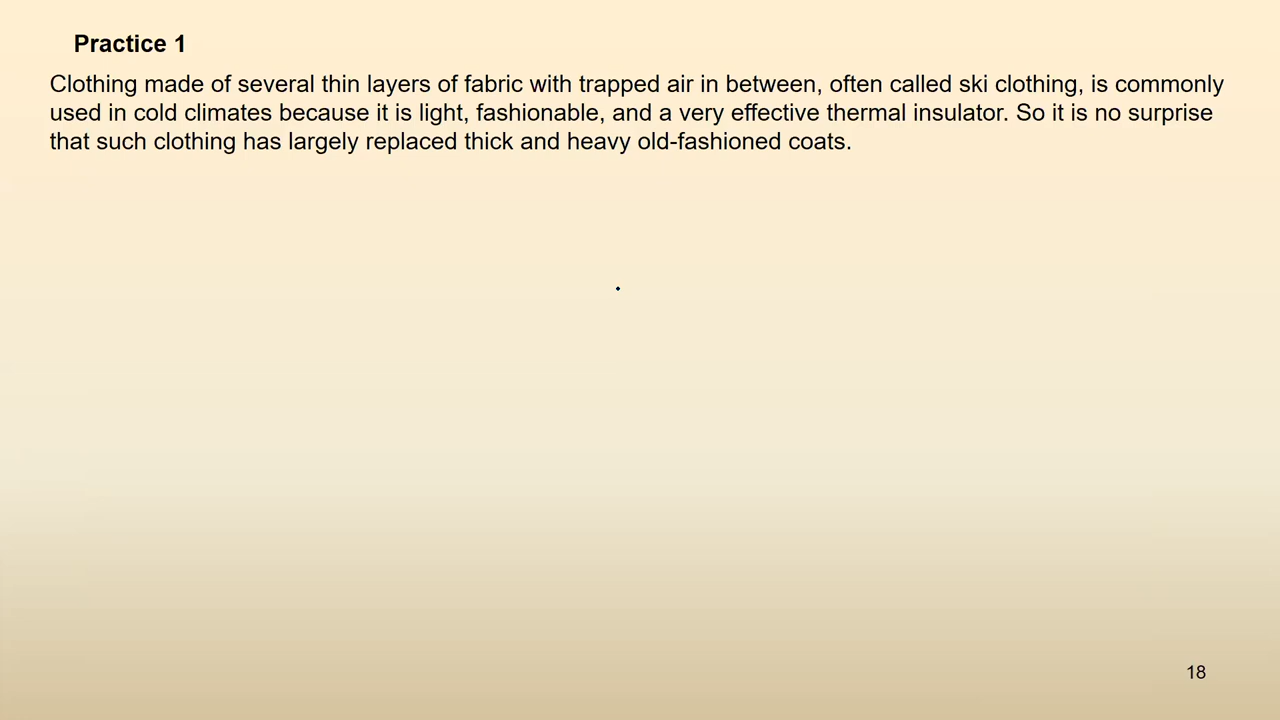 Practice 1
Clothing made of several thin layers of fabric with trapped air in between, often called ski clothing, is commonly
used in cold climates because it is light, fashionable, and a very effective thermal insulator. So it is no surprise
that such clothing has largely replaced thick and heavy old-fashioned coats.
18